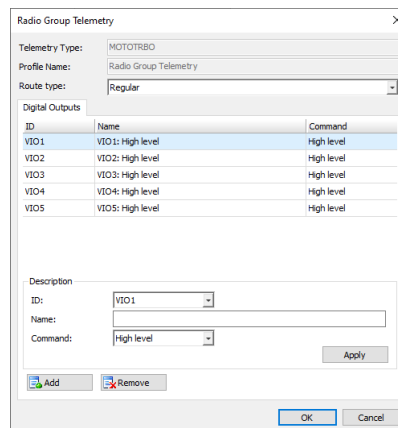 Radio Group Telemetry
Telemetry Type: MOTOTRBO
Profile Name: Radio Group Telemetry
Route type: Regular
Digital Outputs
ID Name Command
VIO1 VIO1: High level High level
VIO2 VIO2: High level High level
VIO3 VIO3: High level High level
VIO4 VIO4: High level High level
VIO5 VIO5: High level High level
Description
ID: VIO1
Name:
Command: High level
Apply
Add Remove
OK Cancel